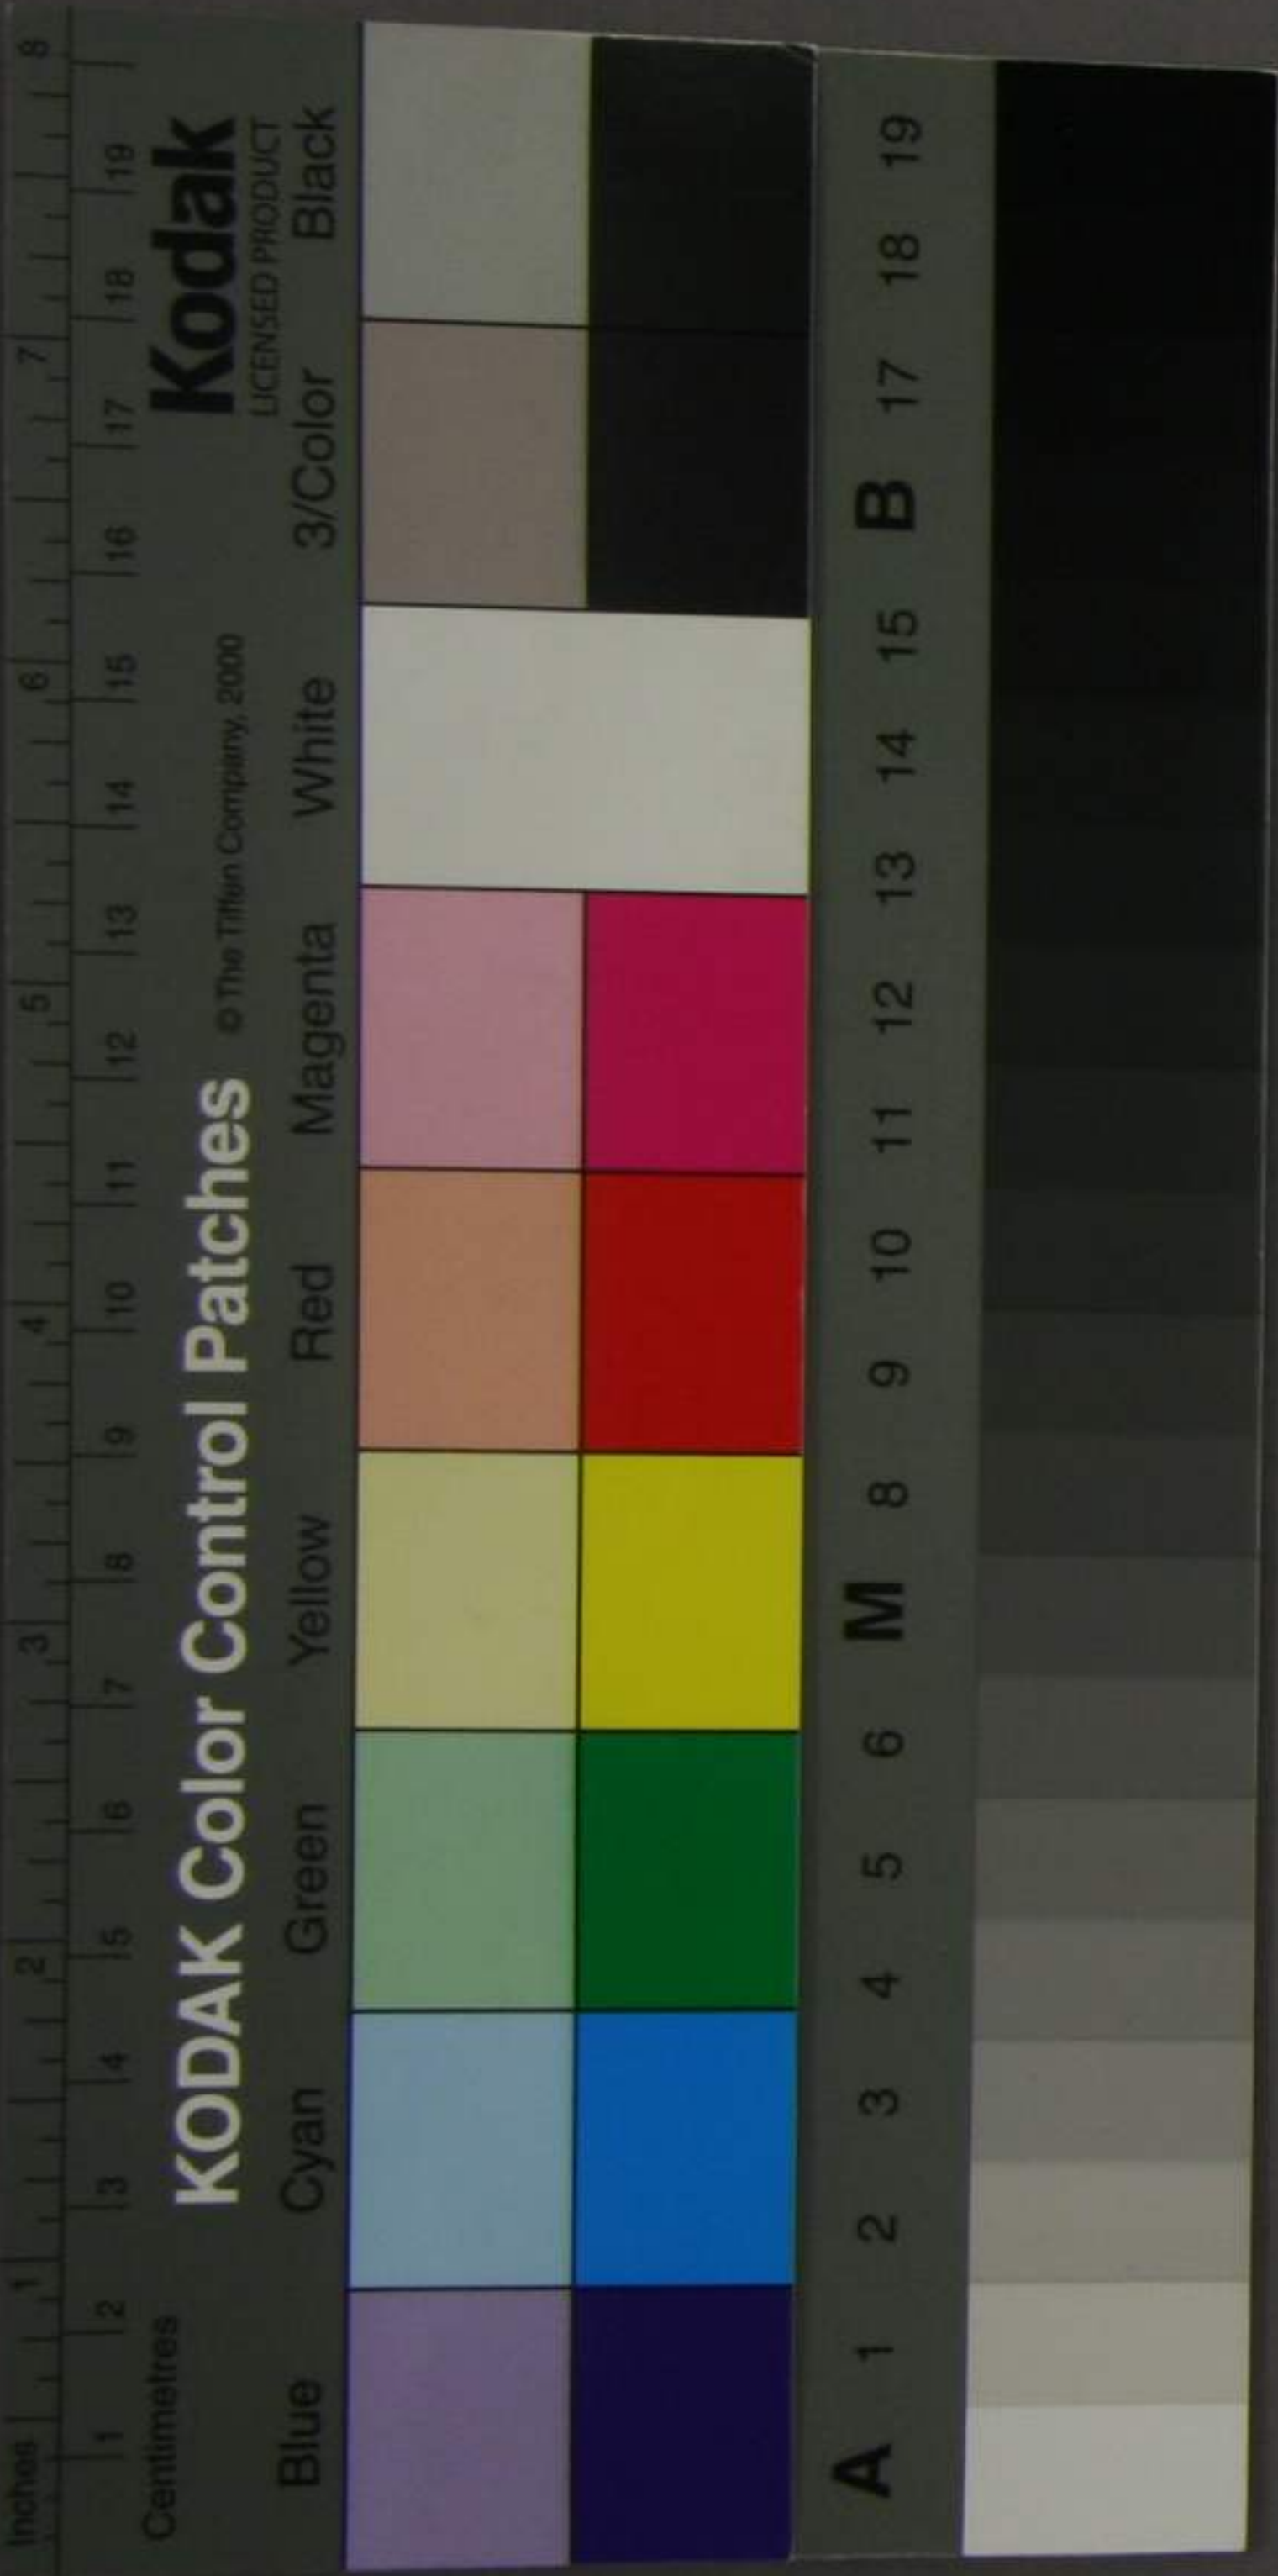 Inches 1 2 3 4 5 6 7 8
Centimetres 1 2 3 4 5 6 7 8 9 10 11 12 13 14 15 16 17 18 19
KODAK Color Control Patches © The Tiffen Company, 2000 Kodak
LICENSED PRODUCT
Blue Cyan Green Yellow Red Magenta White 3/Color Black
A 1 2 3 4 5 6 M 8 9 10 11 12 13 14 15 B 17 18 19